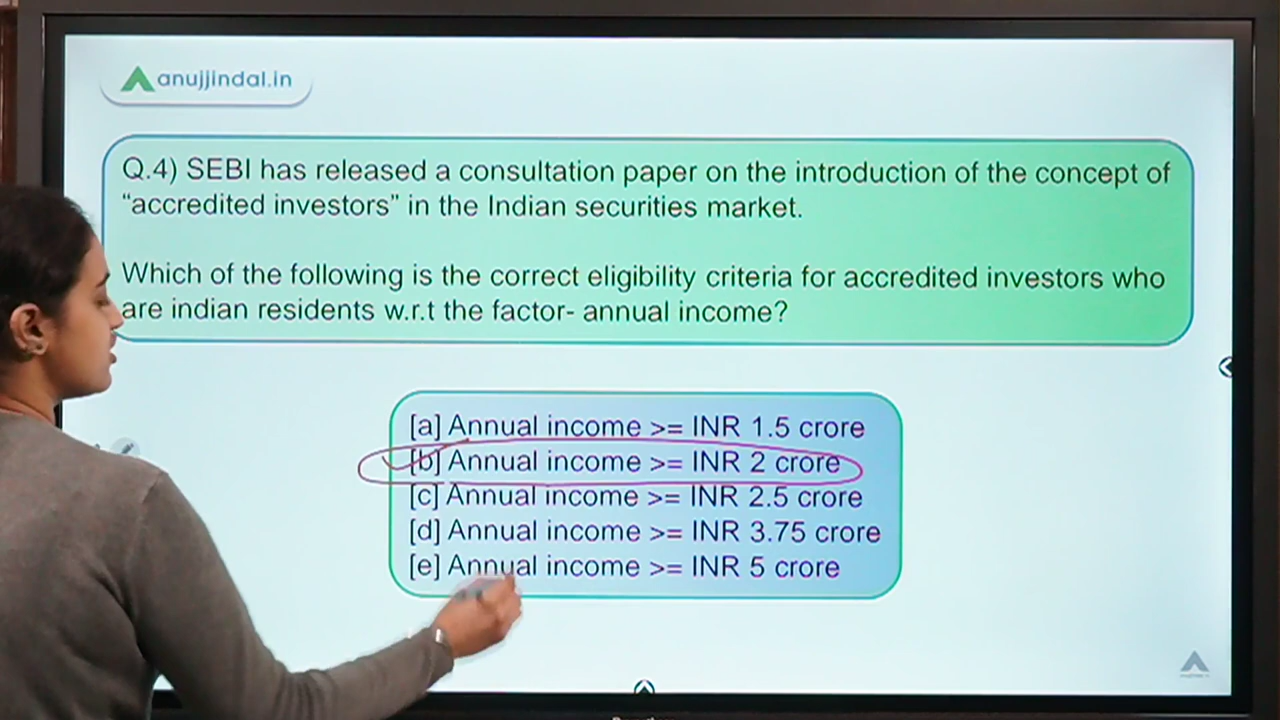 anujjindal.in
Q.4) SEBI has released a consultation paper on the introduction of the concept of
“accredited investors” in the Indian securities market.
Which of the following is the correct eligibility criteria for accredited investors who
are indian residents w.r.t the factor- annual income?
[a] Annual income >= INR 1.5 crore
[b] Annual income >= INR 2 crore
[c] Annual income >= INR 2.5 crore
[d] Annual income >= INR 3.75 crore
[e] Annual income >= INR 5 crore